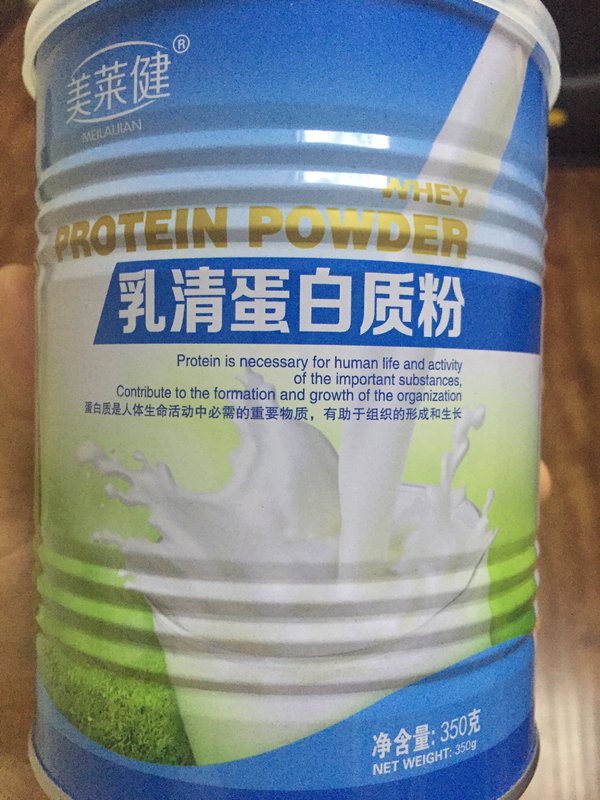 美莱健®
MEILAIJIAN
WHEY
PROTEIN POWDER
乳清蛋白质粉
Protein is necessary for human life and activity
of the important substances,
Contribute to the formation and growth of the organization
蛋白质是人体生命活动中必需的重要物质，有助于组织的形成和生长
净含量: 350克
NET WEIGHT: 350g